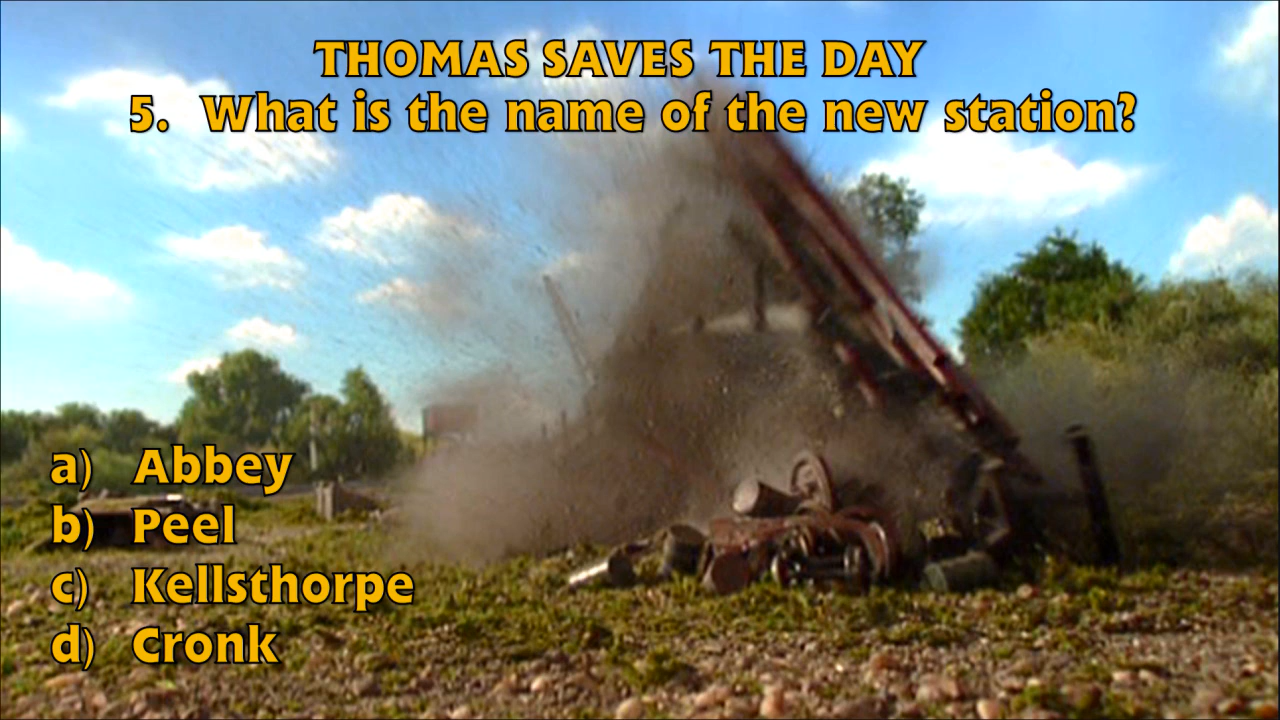 THOMAS SAVES THE DAY
5. What is the name of the new station?
a) Abbey
b) Peel
c) Kellsthorpe
d) Cronk